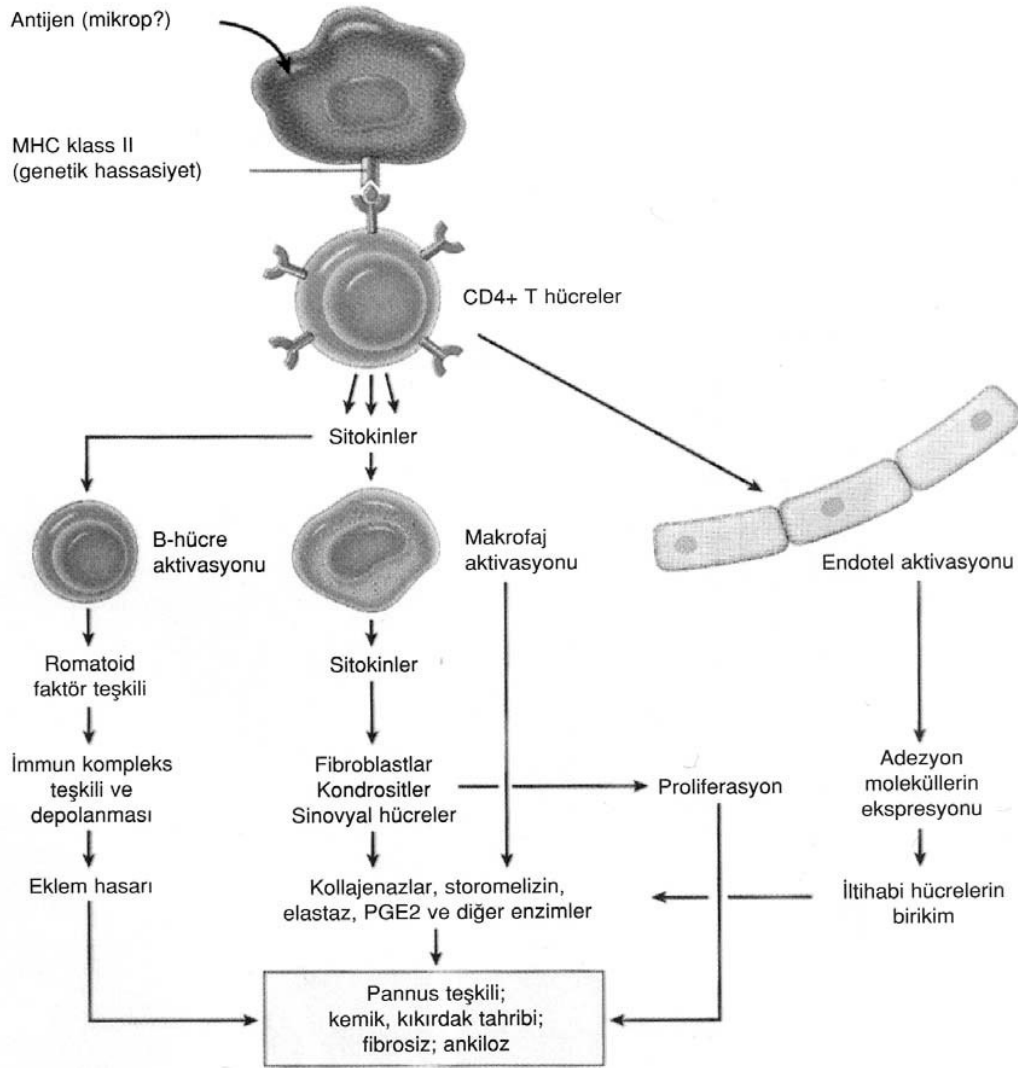 Antijen (mikrop?)
MHC klass II
(genetik hassasiyet)
CD4+ T hücreler
Sitokinler
B-hücre
aktivasyonu
Makrofaj
aktivasyonu
Endotel aktivasyonu
Romatoid
faktör teşkili
Sitokinler
İmmun kompleks
teşkili ve
depolanması
Fibroblastlar
Kondrositler
Sinovyal hücreler
Proliferasyon
Adezyon
moleküllerin
ekspresyonu
Eklem hasarı
Kollajenazlar, storomelizin,
elastaz, PGE2 ve diğer enzimler
İltihabi hücrelerin
birikim
Pannus teşkili;
kemik, kıkırdak tahribi;
fibrosiz; ankiloz